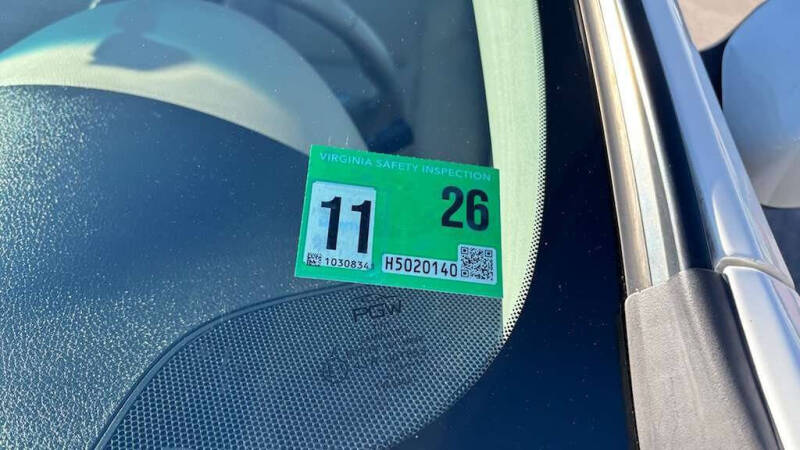 VIRGINIA SAFETY INSPECTION
11 26
1030834 H5020140
PGW